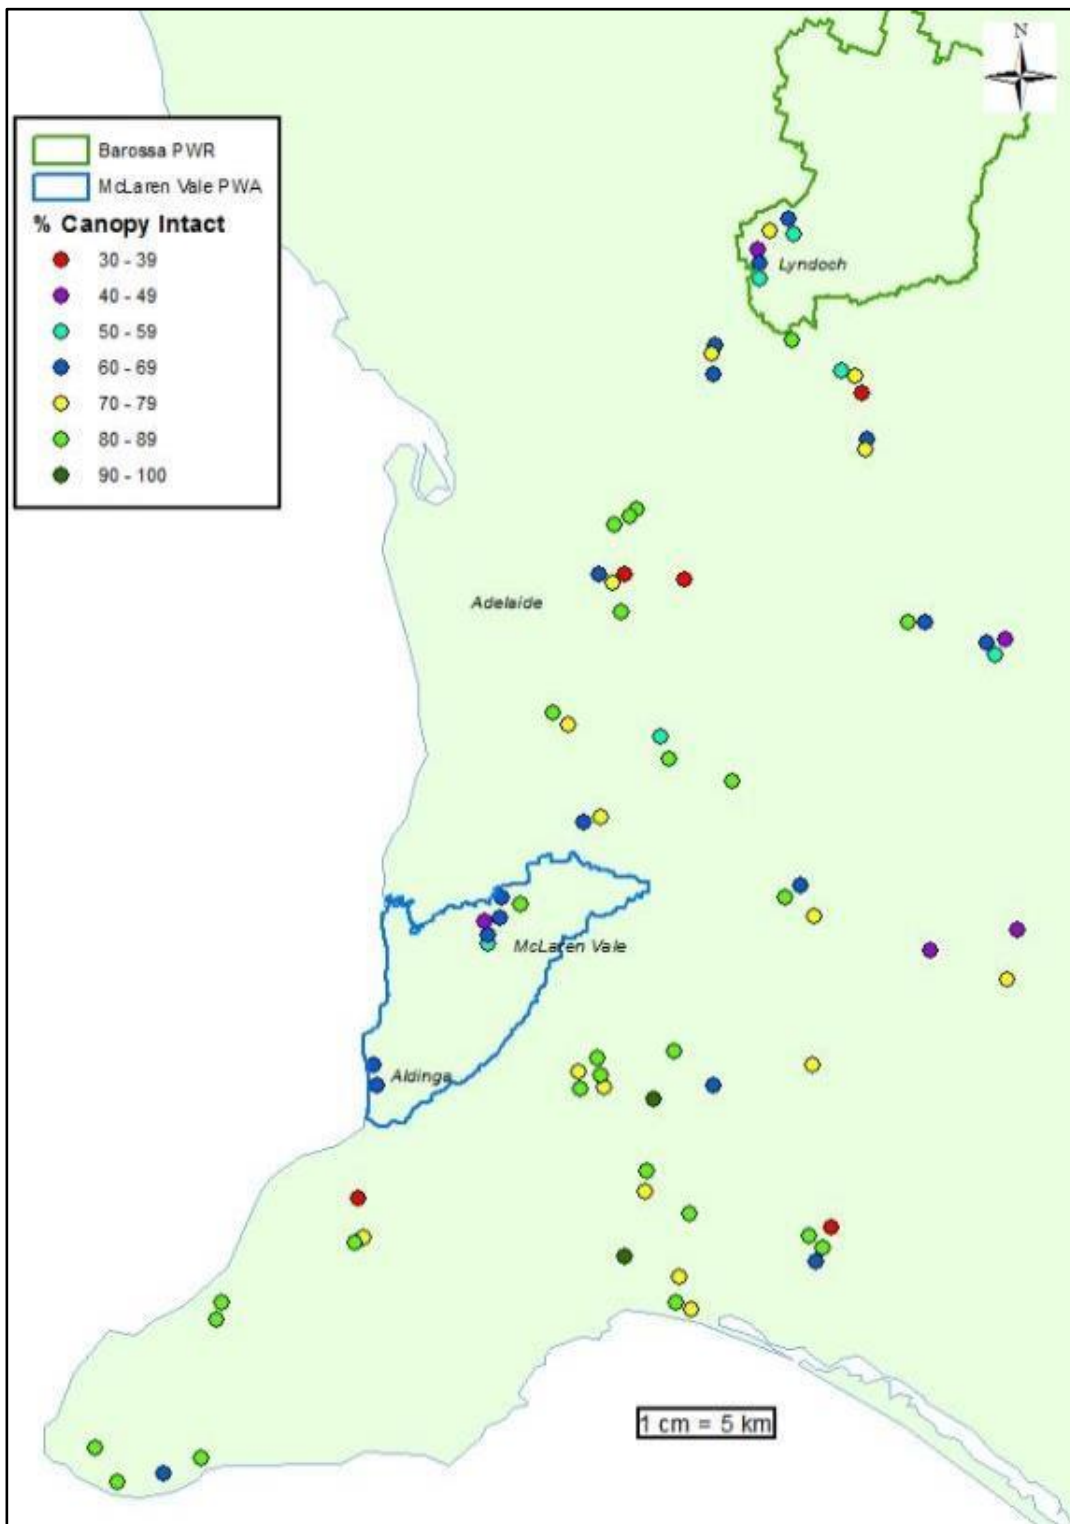 N
Barossa PWR
McLaren Vale PWA
% Canopy Intact
30 - 39
40 - 49
50 - 59
60 - 69
70 - 79
80 - 89
90 - 100
Lyndoch
Adelaide
McLaren Vale
Aldinga
1 cm = 5 km